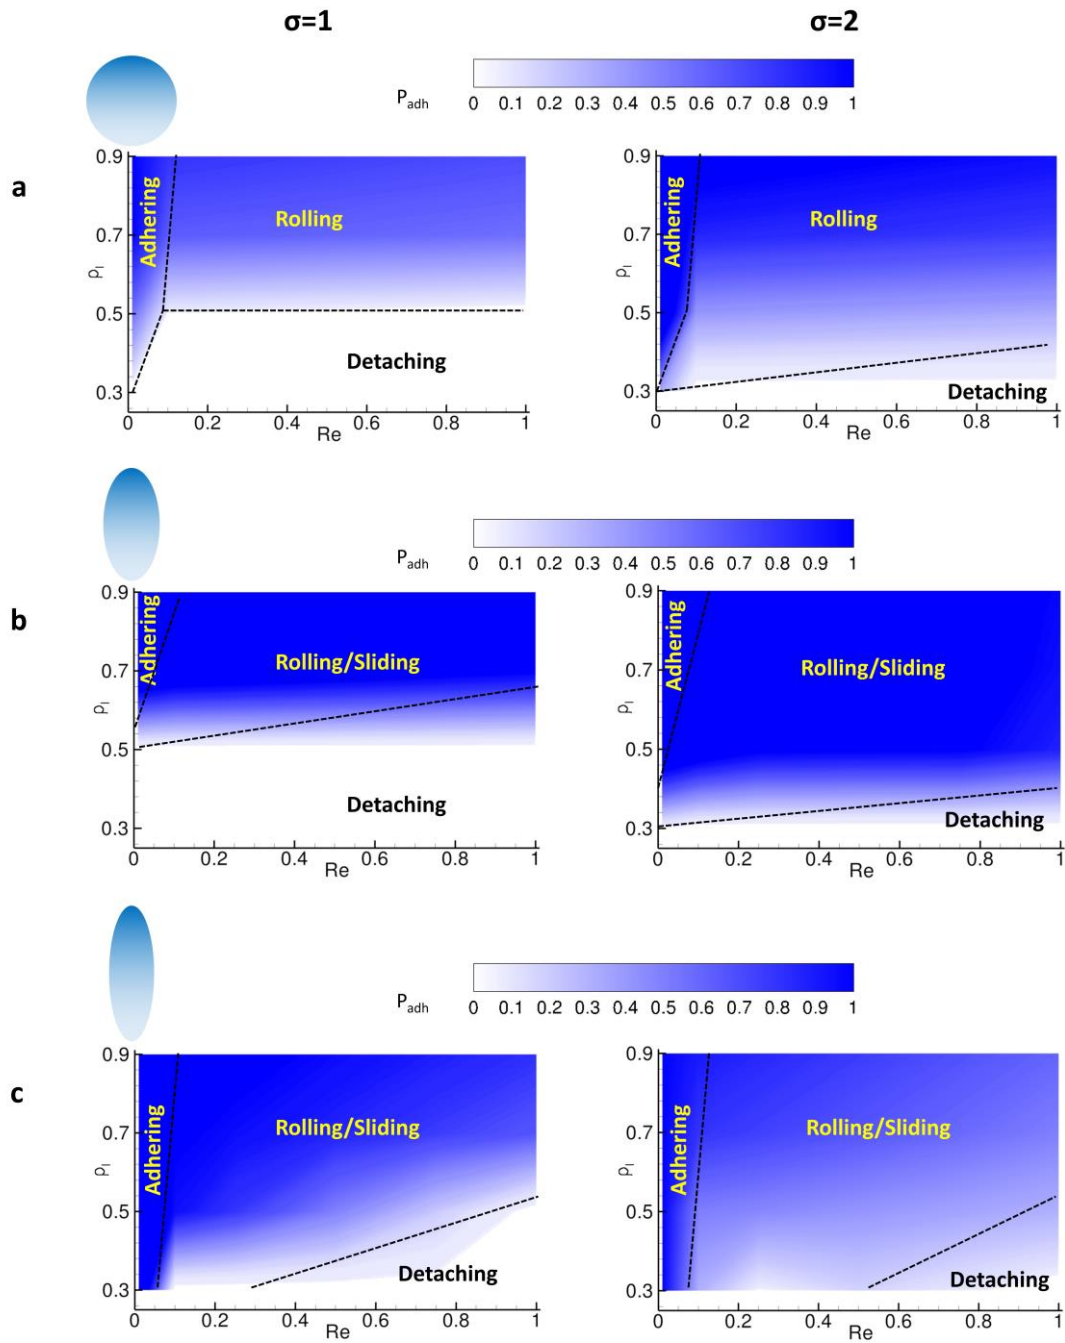 σ=1
σ=2
P_adh
0 0.1 0.2 0.3 0.4 0.5 0.6 0.7 0.8 0.9 1
a
0.9
0.7
0.5
0.3
ρ_l
Adhering
Rolling
Detaching
0 0.2 0.4 0.6 0.8 1
Re
0.9
0.7
0.5
0.3
ρ_l
Adhering
Rolling
Detaching
0 0.2 0.4 0.6 0.8 1
Re
P_adh
0 0.1 0.2 0.3 0.4 0.5 0.6 0.7 0.8 0.9 1
b
0.9
0.7
0.5
0.3
ρ_l
Adhering
Rolling/Sliding
Detaching
0 0.2 0.4 0.6 0.8 1
Re
0.9
0.7
0.5
0.3
ρ_l
Adhering
Rolling/Sliding
Detaching
0 0.2 0.4 0.6 0.8 1
Re
P_adh
0 0.1 0.2 0.3 0.4 0.5 0.6 0.7 0.8 0.9 1
c
0.9
0.7
0.5
0.3
ρ_l
Adhering
Rolling/Sliding
Detaching
0 0.2 0.4 0.6 0.8 1
Re
0.9
0.7
0.5
0.3
ρ_l
Adhering
Rolling/Sliding
Detaching
0 0.2 0.4 0.6 0.8 1
Re